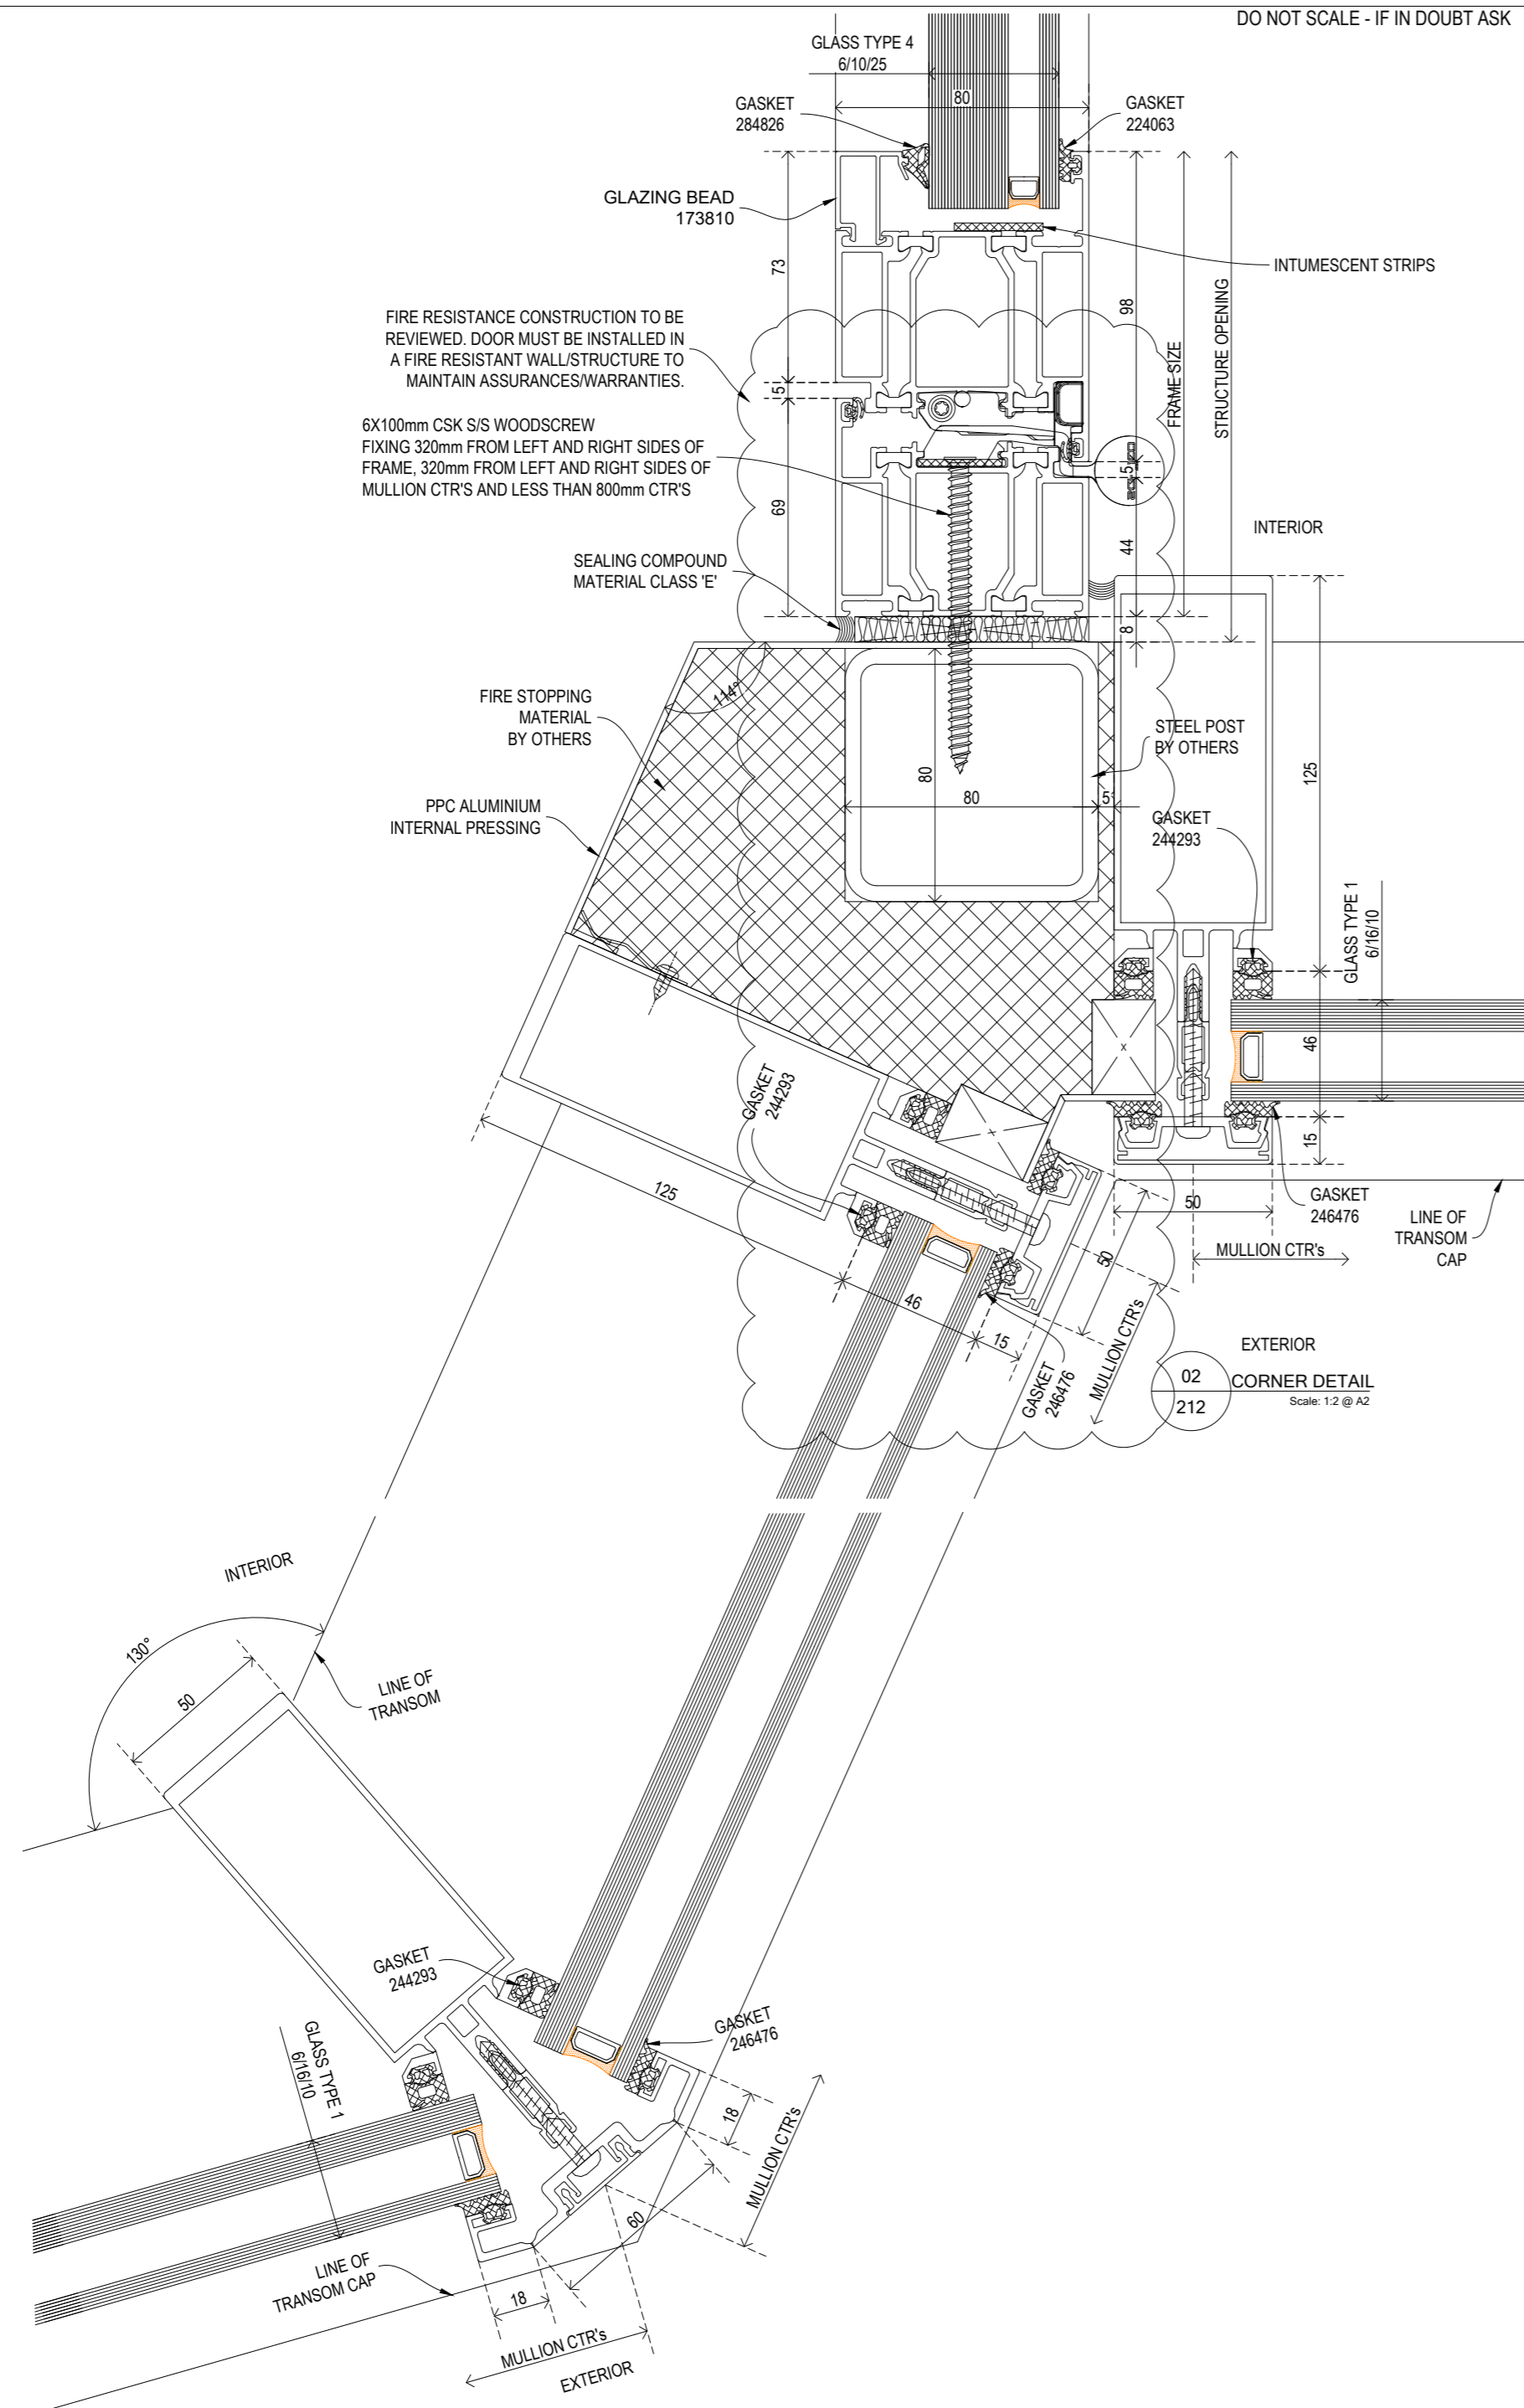 DO NOT SCALE - IF IN DOUBT ASK
GLASS TYPE 4
6/10/25
80
GASKET
284826
GASKET
224063
GLAZING BEAD
173810
INTUMESCENT STRIPS
73
98
FRAME SIZE
STRUCTURE OPENING
FIRE RESISTANCE CONSTRUCTION TO BE
REVIEWED. DOOR MUST BE INSTALLED IN
A FIRE RESISTANT WALL/STRUCTURE TO
MAINTAIN ASSURANCES/WARRANTIES.
5
6X100mm CSK S/S WOODSCREW
FIXING 320mm FROM LEFT AND RIGHT SIDES OF
FRAME, 320mm FROM LEFT AND RIGHT SIDES OF
MULLION CTR'S AND LESS THAN 800mm CTR'S
5
69
44
INTERIOR
SEALING COMPOUND
MATERIAL CLASS 'E'
8
114°
FIRE STOPPING
MATERIAL
BY OTHERS
STEEL POST
BY OTHERS
80
80
5
125
PPC ALUMINIUM
INTERNAL PRESSING
GASKET
244293
GLASS TYPE 1
6/16/10
46
15
GASKET
244293
125
50
GASKET
246476
LINE OF
TRANSOM
CAP
MULLION CTR's
50
46
15
MULLION CTR's
GASKET
246476
EXTERIOR
02
CORNER DETAIL
212
Scale: 1:2 @ A2
INTERIOR
130°
50
LINE OF
TRANSOM
GASKET
244293
GLASS TYPE 1
6/16/10
GASKET
246476
18
MULLION CTR's
60
LINE OF
TRANSOM CAP
18
MULLION CTR's
EXTERIOR